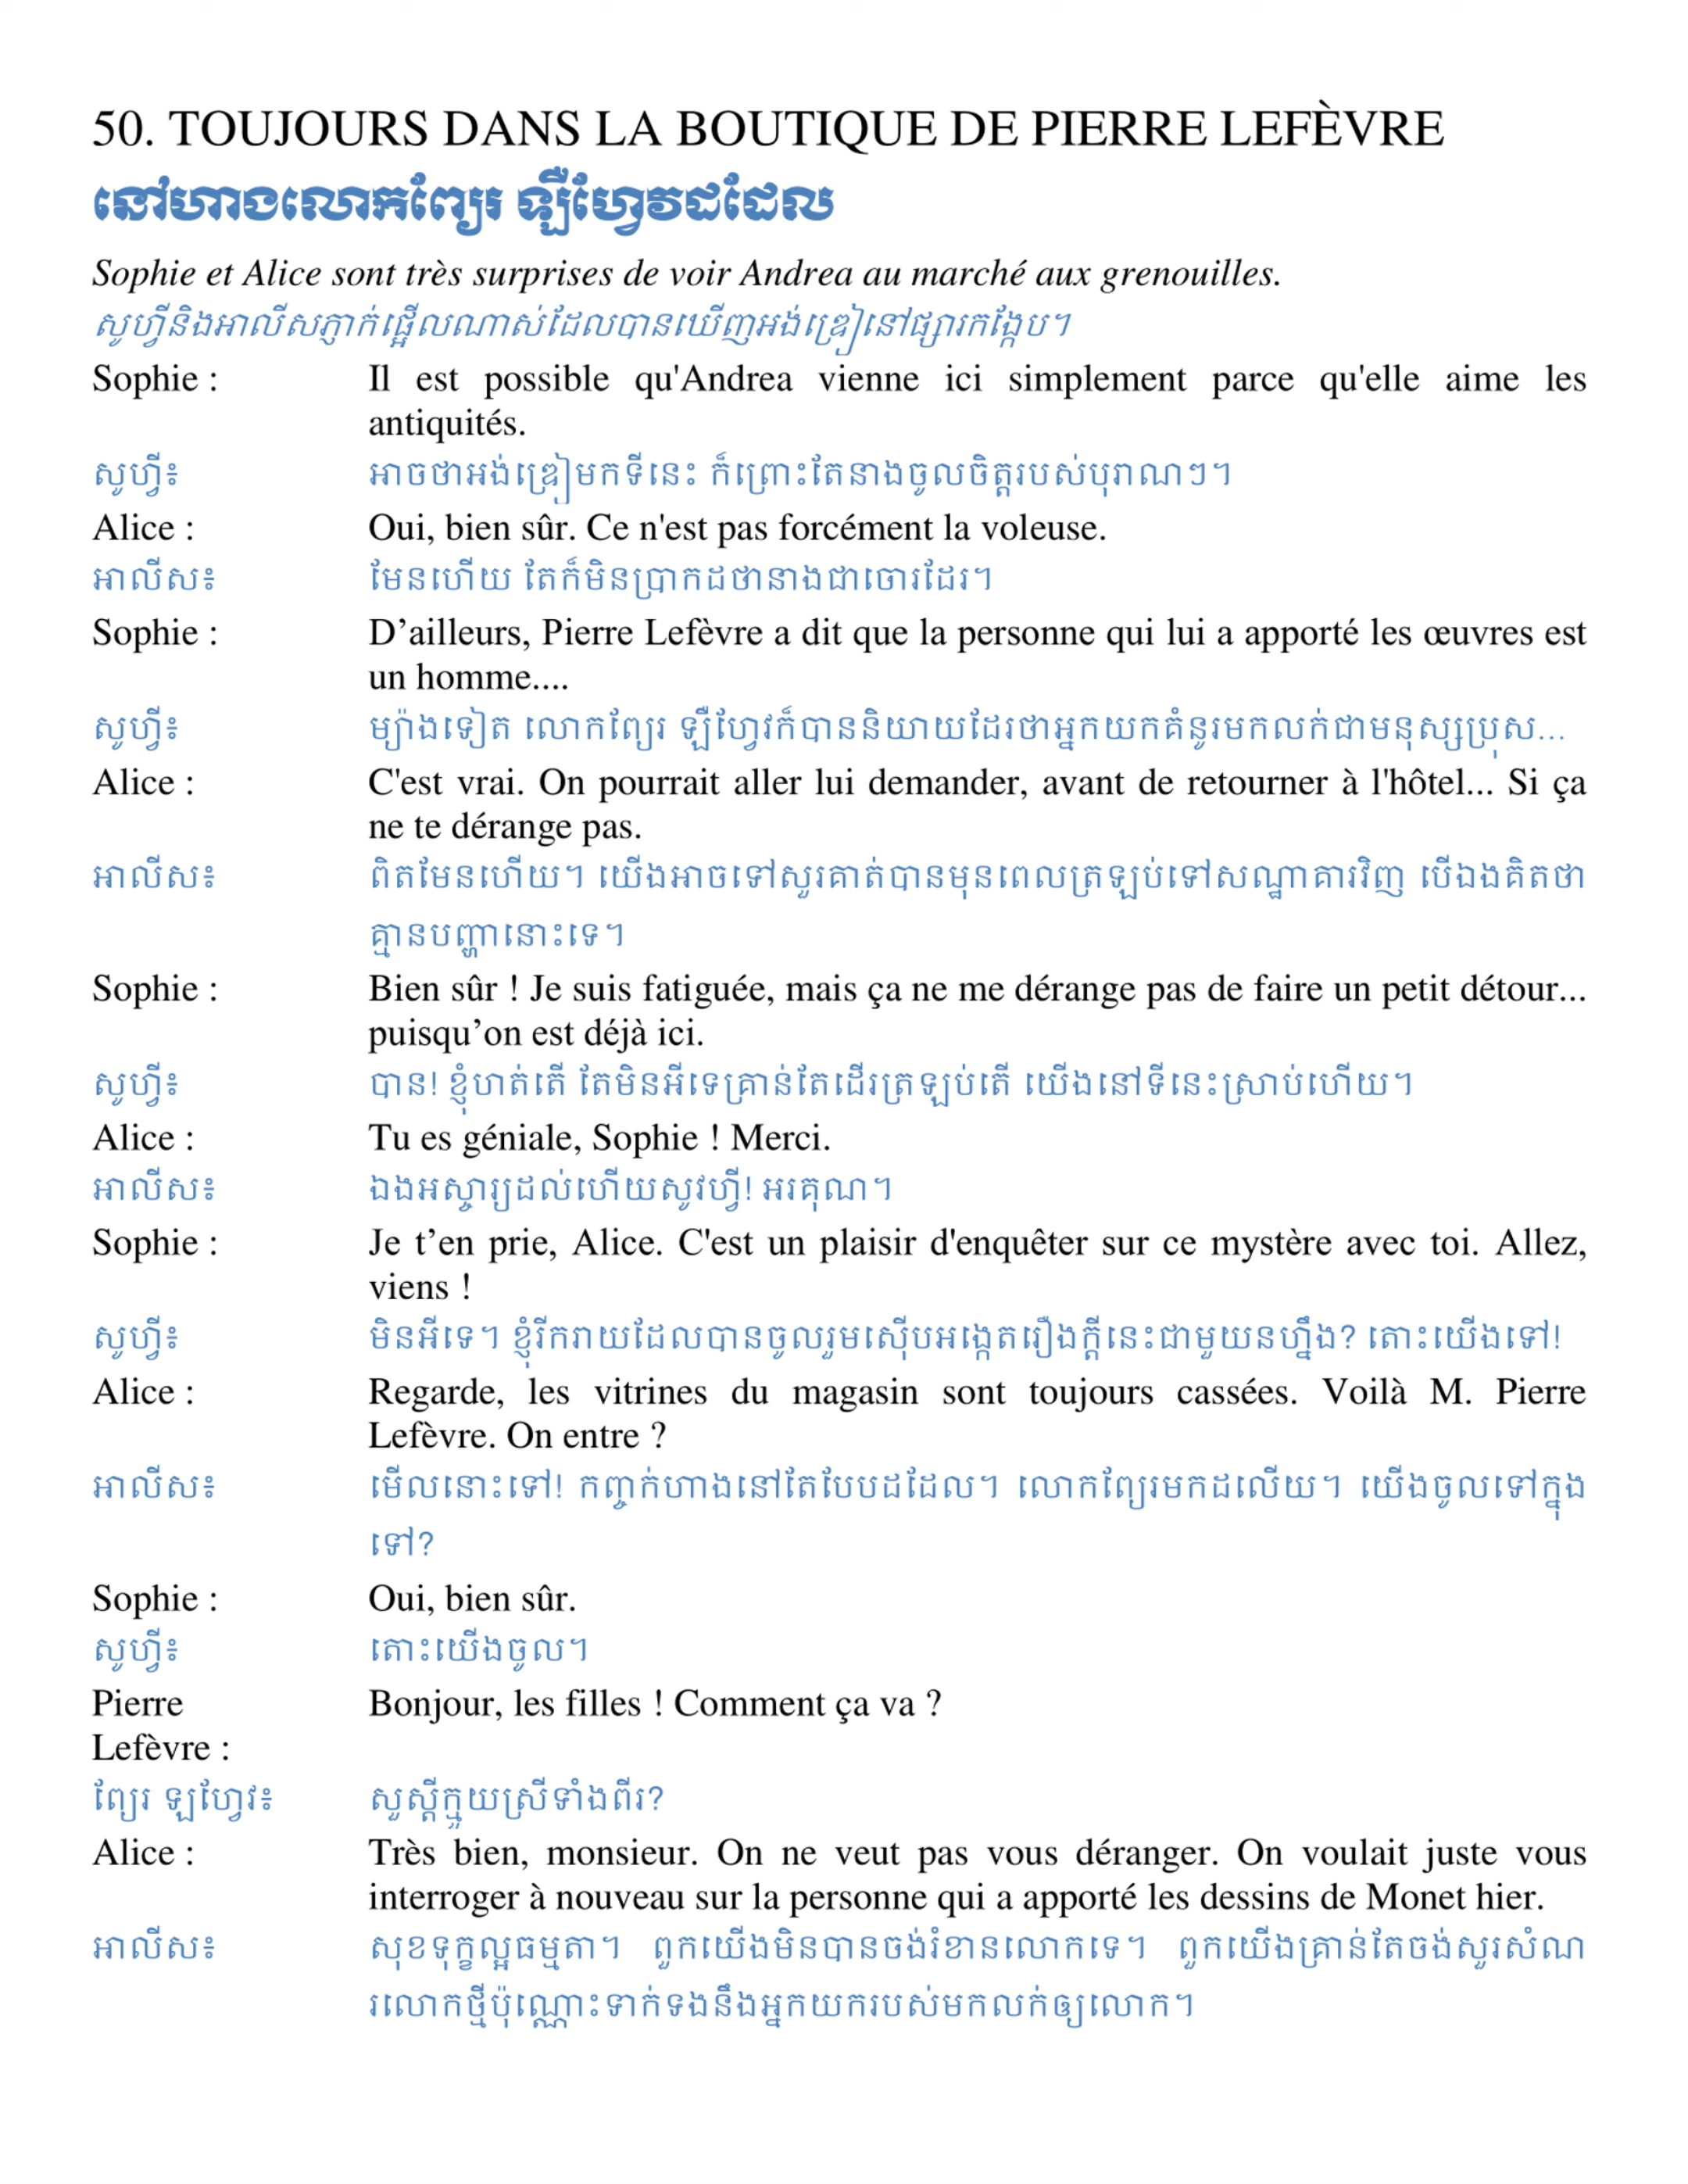 50. TOUJOURS DANS LA BOUTIQUE DE PIERRE LEFÈVRE
នៅហាងលោកព្យែរ ឡឺហ្វែវដដែល
Sophie et Alice sont très surprises de voir Andrea au marché aux grenouilles.
សូហ្វីនិងអាលីសភ្ញាក់ផ្អើលណាស់ដែលបានឃើញអង់ឌ្រៀនៅផ្សារកង្កែប។
Sophie : Il est possible qu'Andrea vienne ici simplement parce qu'elle aime les
antiquités.
សូហ្វី៖ អាចថាអង់ឌ្រៀមកទីនេះ ក៏ព្រោះតែនាងចូលចិត្តរបស់បុរាណៗ។
Alice : Oui, bien sûr. Ce n'est pas forcément la voleuse.
អាលីស៖ មែនហើយ តែក៏មិនប្រាកដថានាងជាចោរដែរ។
Sophie : D’ailleurs, Pierre Lefèvre a dit que la personne qui lui a apporté les œuvres est
un homme....
សូហ្វី៖ ម្យ៉ាងទៀត លោកព្យែរ ឡឺហ្វែវក៏បាននិយាយដែរថាអ្នកយកគំនូរមកលក់ជាមនុស្សប្រុស...
Alice : C'est vrai. On pourrait aller lui demander, avant de retourner à l'hôtel... Si ça
ne te dérange pas.
អាលីស៖ ពិតមែនហើយ។ យើងអាចទៅសួរគាត់បានមុនពេលត្រឡប់ទៅសណ្ឋាគារវិញ បើឯងគិតថា
គ្មានបញ្ហានោះទេ។
Sophie : Bien sûr ! Je suis fatiguée, mais ça ne me dérange pas de faire un petit détour...
puisqu’on est déjà ici.
សូហ្វី៖ បាន! ខ្ញុំហត់តើ តែមិនអីទេគ្រាន់តែដើរត្រឡប់តើ យើងនៅទីនេះស្រាប់ហើយ។
Alice : Tu es géniale, Sophie ! Merci.
អាលីស៖ ឯងអស្ចារ្យដល់ហើយសូវហ្វី! អរគុណ។
Sophie : Je t’en prie, Alice. C'est un plaisir d'enquêter sur ce mystère avec toi. Allez,
viens !
សូហ្វី៖ មិនអីទេ។ ខ្ញុំរីករាយដែលបានចូលរួមស៊ើបអង្កេតរឿងក្ដីនេះជាមួយនហ្នឹង? តោះយើងទៅ!
Alice : Regarde, les vitrines du magasin sont toujours cassées. Voilà M. Pierre
Lefèvre. On entre ?
អាលីស៖ មើលនោះទៅ! កញ្ចក់ហាងនៅតែបែបដដែល។ លោកព្យែរមកដលើយ។ យើងចូលទៅក្នុង
ទៅ?
Sophie : Oui, bien sûr.
សូហ្វី៖ តោះយើងចូល។
Pierre Bonjour, les filles ! Comment ça va ?
Lefèvre :
ព្យែរ ឡហ្វែវ៖ សួស្ដីក្មួយស្រីទាំងពីរ?
Alice : Très bien, monsieur. On ne veut pas vous déranger. On voulait juste vous
interroger à nouveau sur la personne qui a apporté les dessins de Monet hier.
អាលីស៖ សុខទុក្ខល្អធម្មតា។ ពួកយើងមិនបានចង់រំខានលោកទេ។ ពួកយើងគ្រាន់តែចង់សួរសំណ
រលោកថ្មីប៉ុណ្ណោះទាក់ទងនឹងអ្នកយករបស់មកលក់ឲ្យលោក។